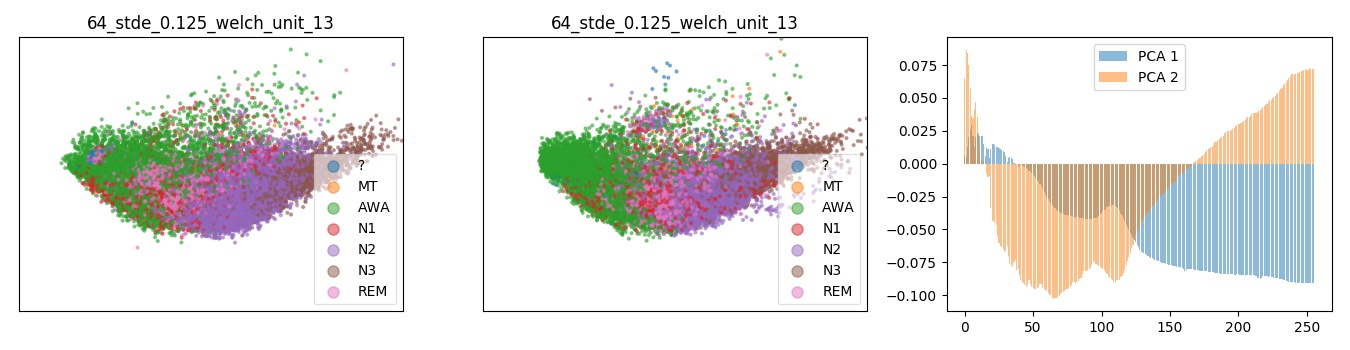 64_stde_0.125_welch_unit_13
?
MT
AWA
N1
N2
N3
REM
64_stde_0.125_welch_unit_13
?
MT
AWA
N1
N2
N3
REM
PCA 1
PCA 2
0.075
0.050
0.025
0.000
−0.025
−0.050
−0.075
−0.100
0 50 100 150 200 250